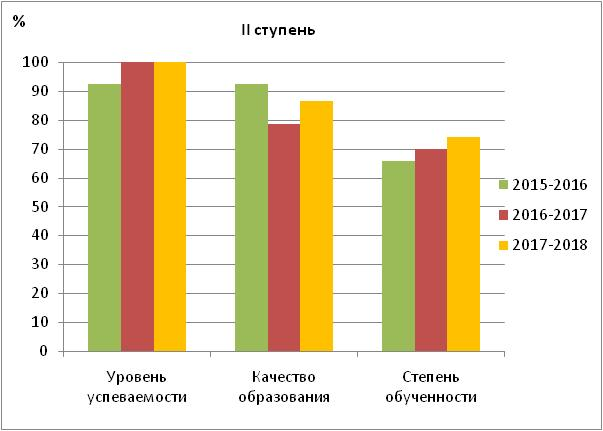 %
II ступень
100
90
80
70
60
50
40
30
20
10
0
Уровень
успеваемости
Качество
образования
Степень
обученности
2015-2016
2016-2017
2017-2018